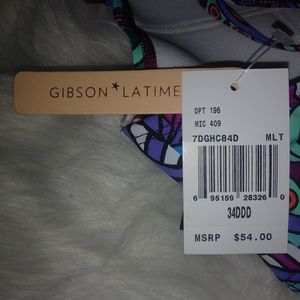 GIBSON★LATIME
DPT 196
MIC 409
7DGHC84D MLT
6 95159 28326 0
34DDD
MSRP $54.00